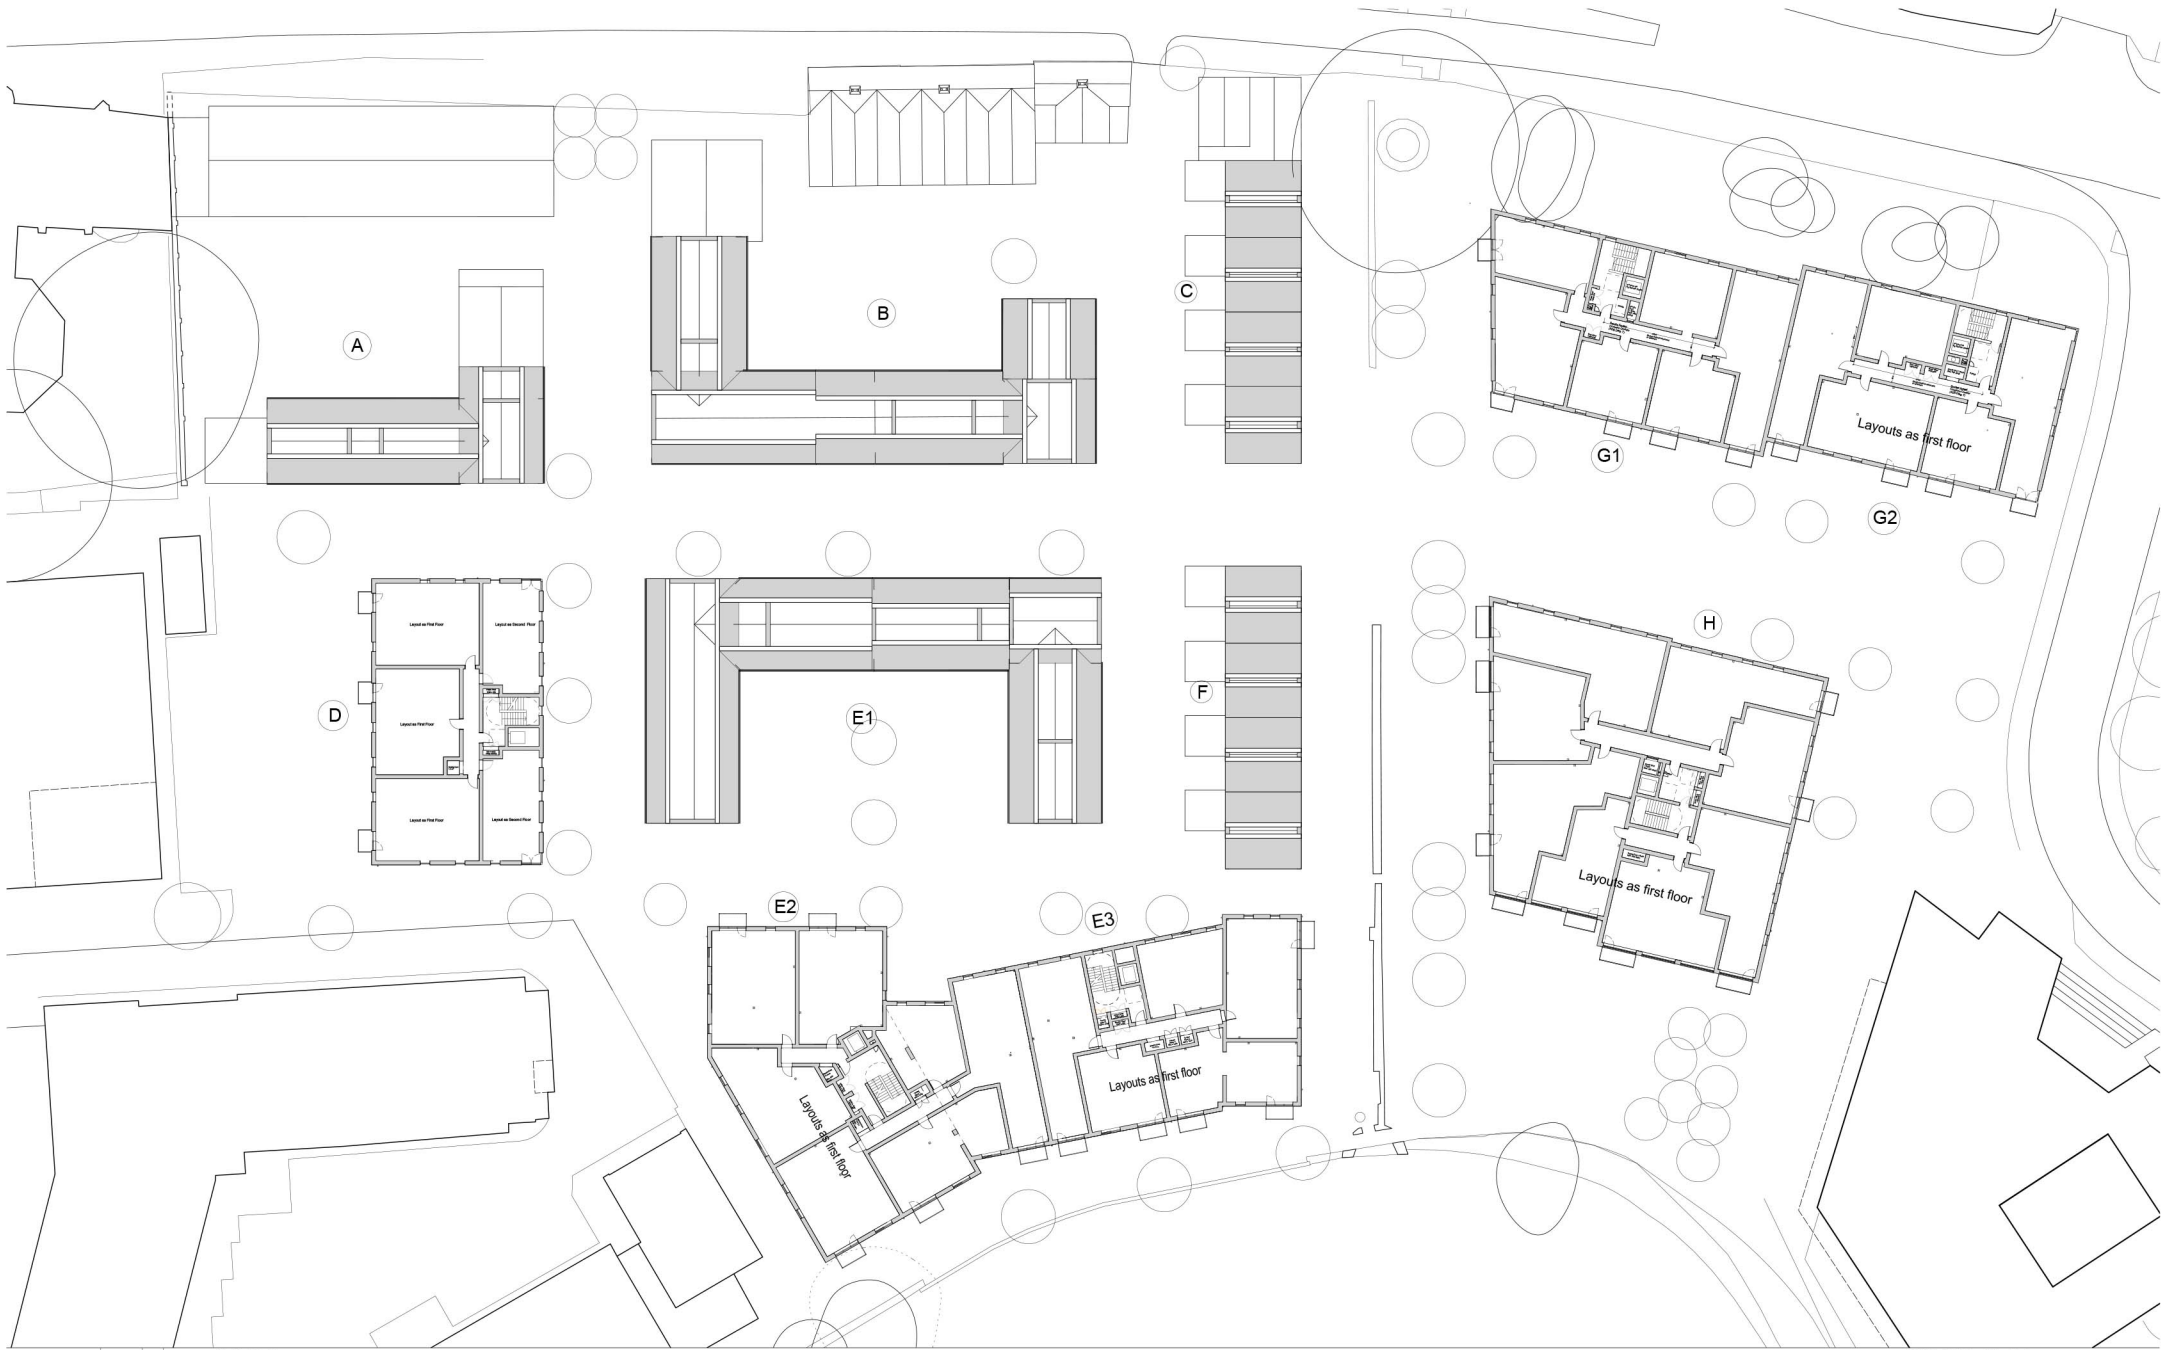 A
B
C
G1
Layouts as first floor
G2
Layout as First Floor
Layout as Second Floor
D
Layout as First Floor
Layout as First Floor
Layout as Second Floor
E1
F
H
Layouts as first floor
E2
E3
Layouts as first floor
Layouts as first floor